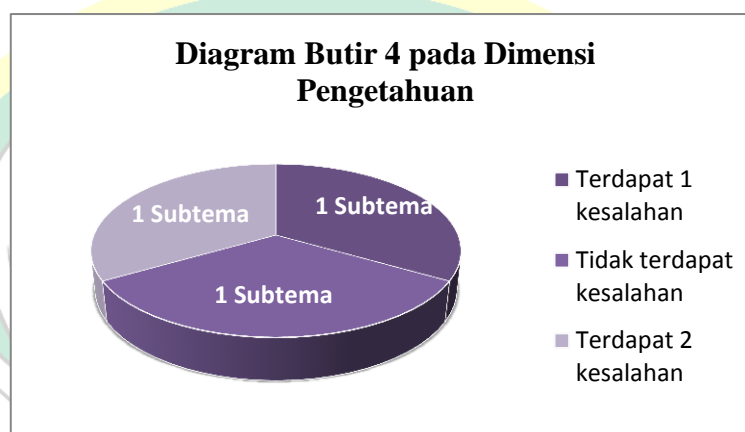 Diagram Butir 4 pada Dimensi
Pengetahuan
1 Subtema
1 Subtema
1 Subtema
Terdapat 1
kesalahan
Tidak terdapat
kesalahan
Terdapat 2
kesalahan